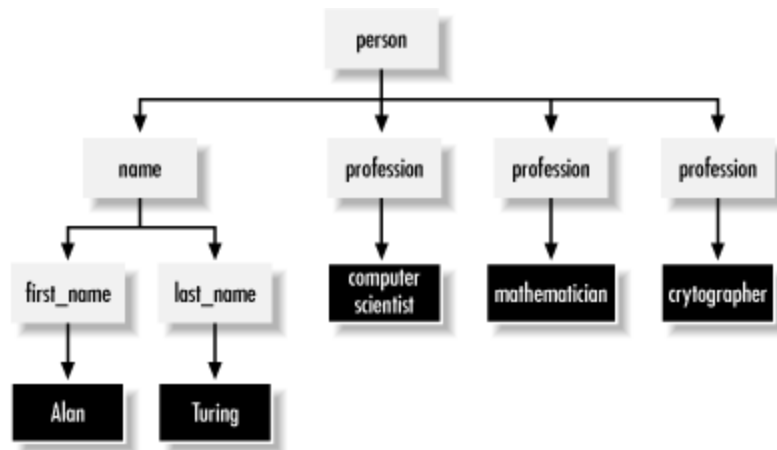 person
name
profession
profession
profession
first_name
last_name
computer
scientist
mathematician
crytographer
Alan
Turing